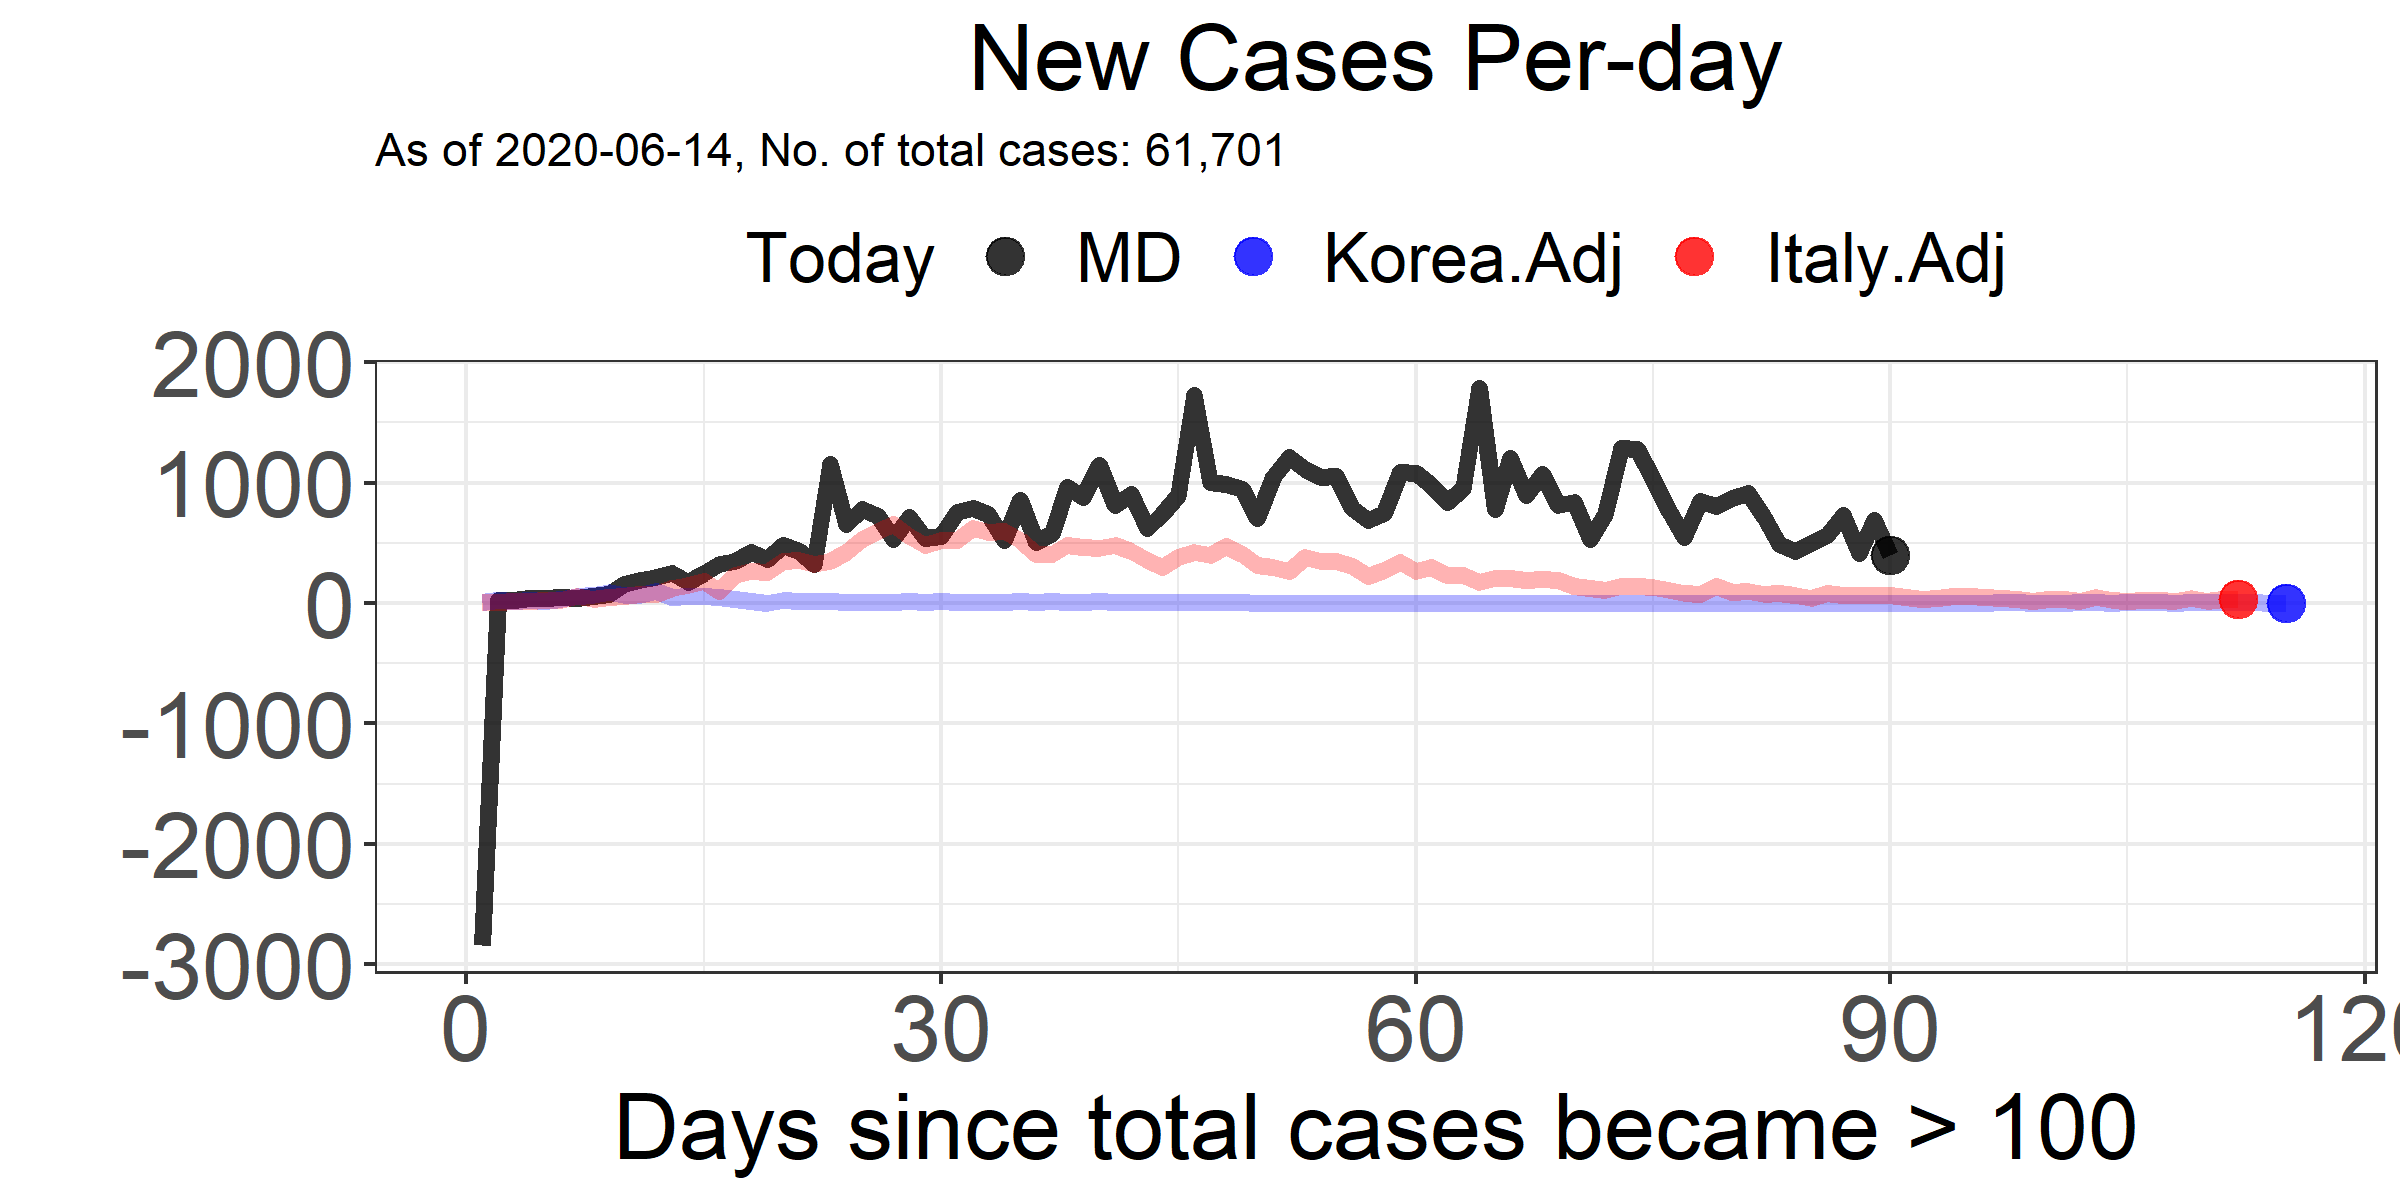 New Cases Per-day
As of 2020-06-14, No. of total cases: 61,701
Today MD Korea.Adj Italy.Adj
2000
1000
0
-1000
-2000
-3000
0 30 60 90 120
Days since total cases became > 100